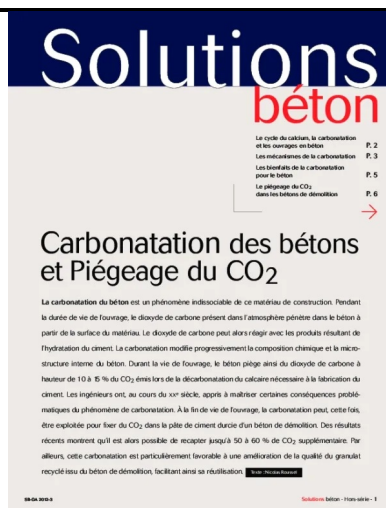 Solutions
béton
Le cycle du calcium, la carbonatation
et les ouvrages en béton P. 2
Les mécanismes de la carbonatation P. 3
Les bienfaits de la carbonatation
pour le béton P. 5
Le piégeage du CO2
dans les bétons de démolition P. 6
Carbonatation des bétons
et Piégeage du CO2
La carbonatation du béton est un phénomène indissociable de ce matériau de construction. Pendant
la durée de vie de l'ouvrage, le dioxyde de carbone présent dans l'atmosphère pénètre dans le béton à
partir de la surface du matériau. Le dioxyde de carbone peut alors réagir avec les produits résultant de
l'hydratation du ciment. La carbonatation modifie progressivement la composition chimique et la micro-
structure interne du béton. Durant la vie de l'ouvrage, le béton piège ainsi du dioxyde de carbone à
hauteur de 10 à 15 % du CO2 émis lors de la décarbonatation du calcaire nécessaire à la fabrication du
ciment. Les ingénieurs ont, au cours du XXe siècle, appris à maîtriser certaines conséquences problé-
matiques du phénomène de carbonatation. À la fin de vie de l'ouvrage, la carbonatation peut, cette fois,
être exploitée pour fixer du CO2 dans la pâte de ciment durcie d'un béton de démolition. Des résultats
récents montrent qu'il est alors possible de recapter jusqu'à 50 à 60 % de CO2 supplémentaire. Par
ailleurs, cette carbonatation est particulièrement favorable à une amélioration de la qualité du granulat
recyclé issu du béton de démolition, facilitant ainsi sa réutilisation. Texte : Nicolas Roussel
Solutions béton - Hors-série - 1